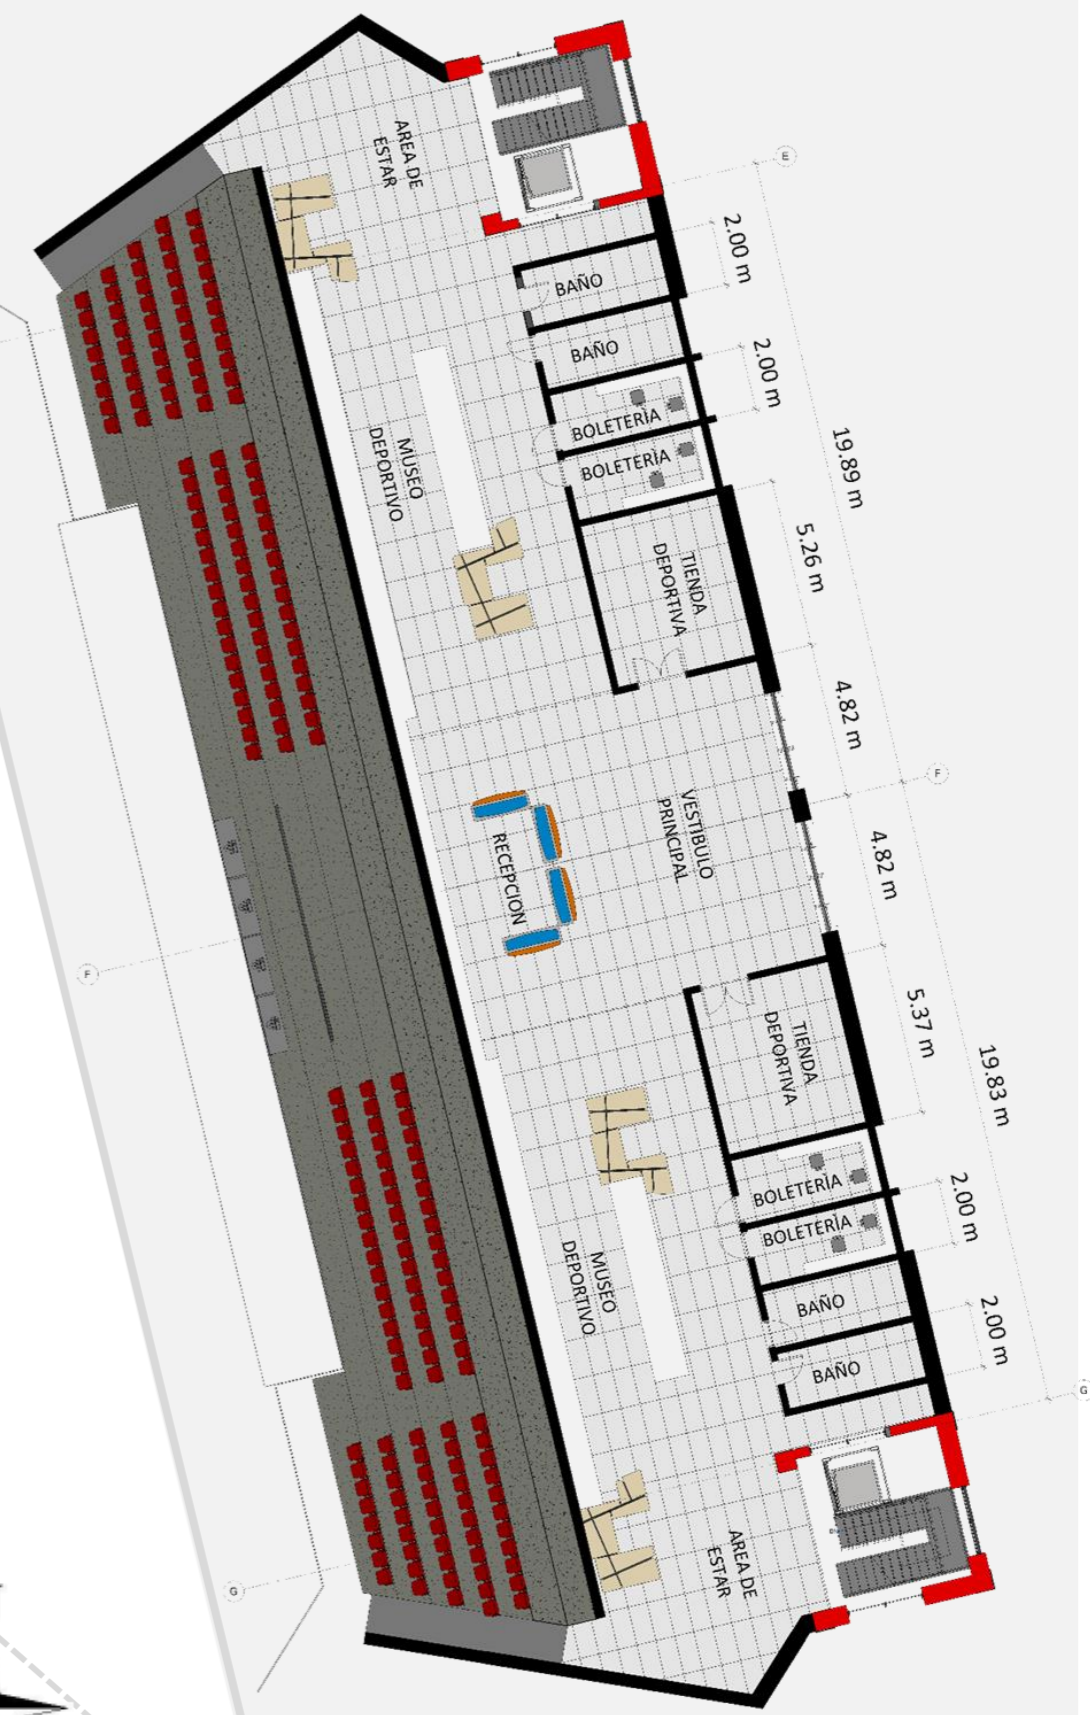 E
AREA DE
ESTAR
2.00 m
BAÑO
BAÑO
2.00 m
BOLETERÍA
BOLETERÍA
19.89 m
MUSEO
DEPORTIVO
TIENDA
DEPORTIVA
5.26 m
4.82 m
F
VESTIBULO
PRINCIPAL
RECEPCION
4.82 m
F
5.37 m
TIENDA
DEPORTIVA
19.83 m
BOLETERÍA
BOLETERÍA
2.00 m
MUSEO
DEPORTIVO
BAÑO
BAÑO
2.00 m
G
AREA DE
ESTAR
G